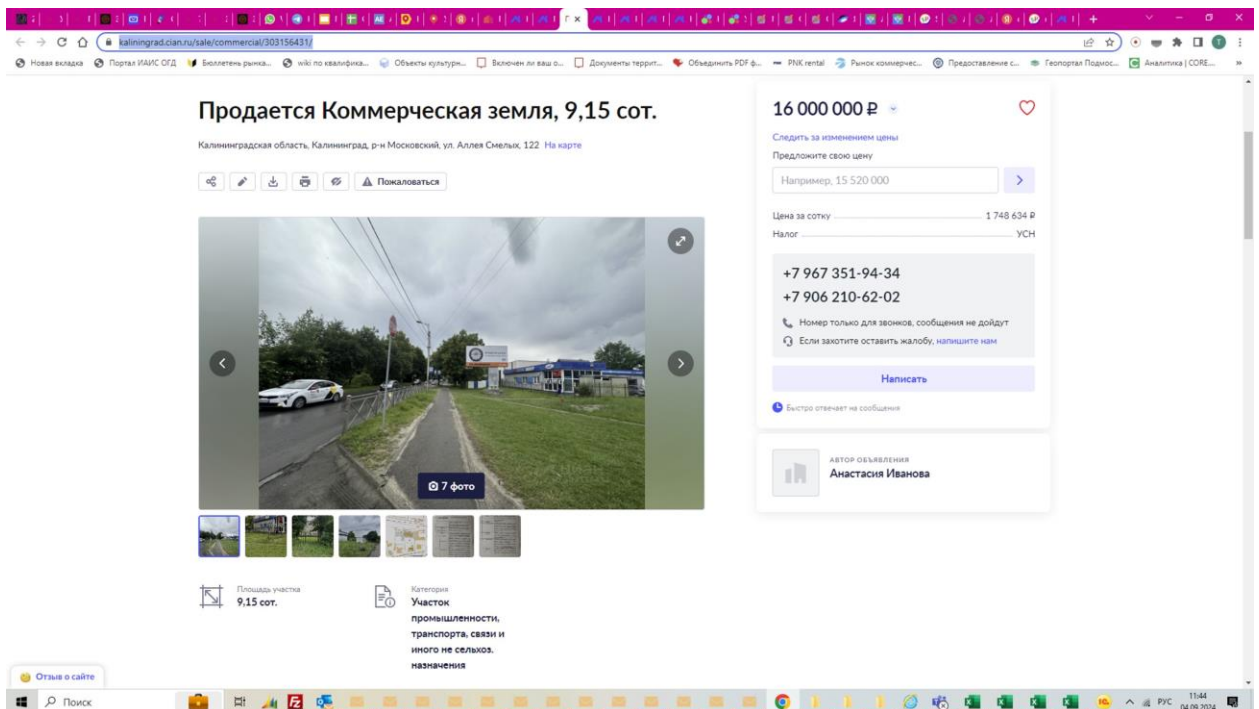 kaliningrad.cian.ru/sale/commercial/303156431/
Новая вкладка
Портал ИАИС ОГД
Бюллетень рынка...
wiki по квалифика...
Объекты культурн...
Включен ли ваш о...
Документы террит...
Объединить PDF ф...
PNK rental
Рынок коммерчес...
Предоставление с...
Геопортал Подмос...
Аналитика | CORE...
»
Продается Коммерческая земля, 9,15 сот.
Калининградская область, Калининград, р-н Московский, ул. Аллея Смелых, 122 На карте
Пожаловаться
7 фото
Площадь участка
9,15 сот.
Категория
Участок
промышленности,
транспорта, связи и
иного не сельхоз.
назначения
16 000 000 ₽
Следить за изменением цены
Предложите свою цену
Например, 15 520 000
Цена за сотку 1 748 634 ₽
Налог УСН
+7 967 351-94-34
+7 906 210-62-02
Номер только для звонков, сообщения не дойдут
Если захотите оставить жалобу, напишите нам
Написать
Быстро отвечает на сообщения
АВТОР ОБЪЯВЛЕНИЯ
Анастасия Иванова
Отзыв о сайте
Поиск
РУС
11:44
04.09.2024